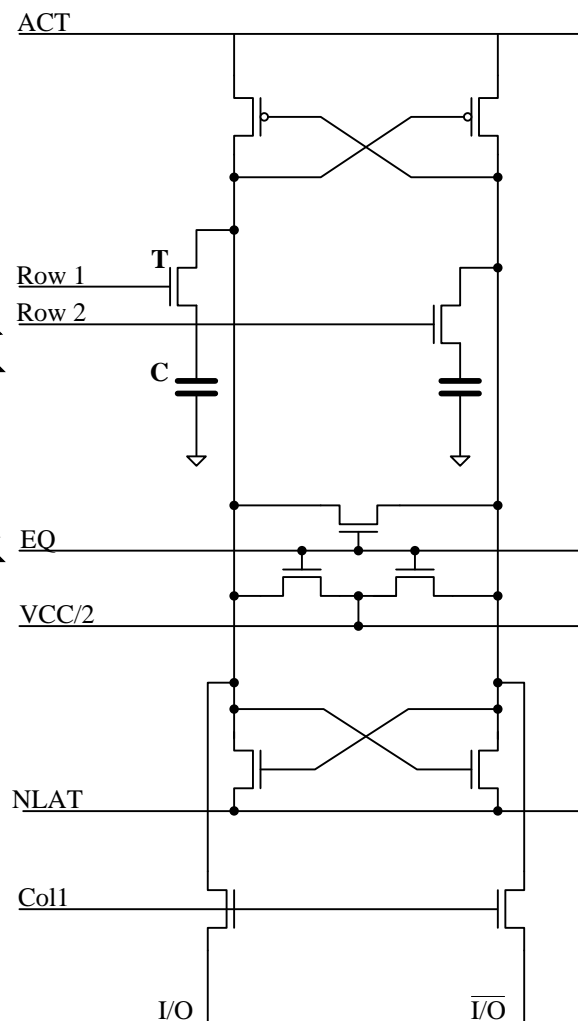 ACT
T
Row 1
Row 2
C
EQ
VCC/2
NLAT
Col1
I/O
I/O